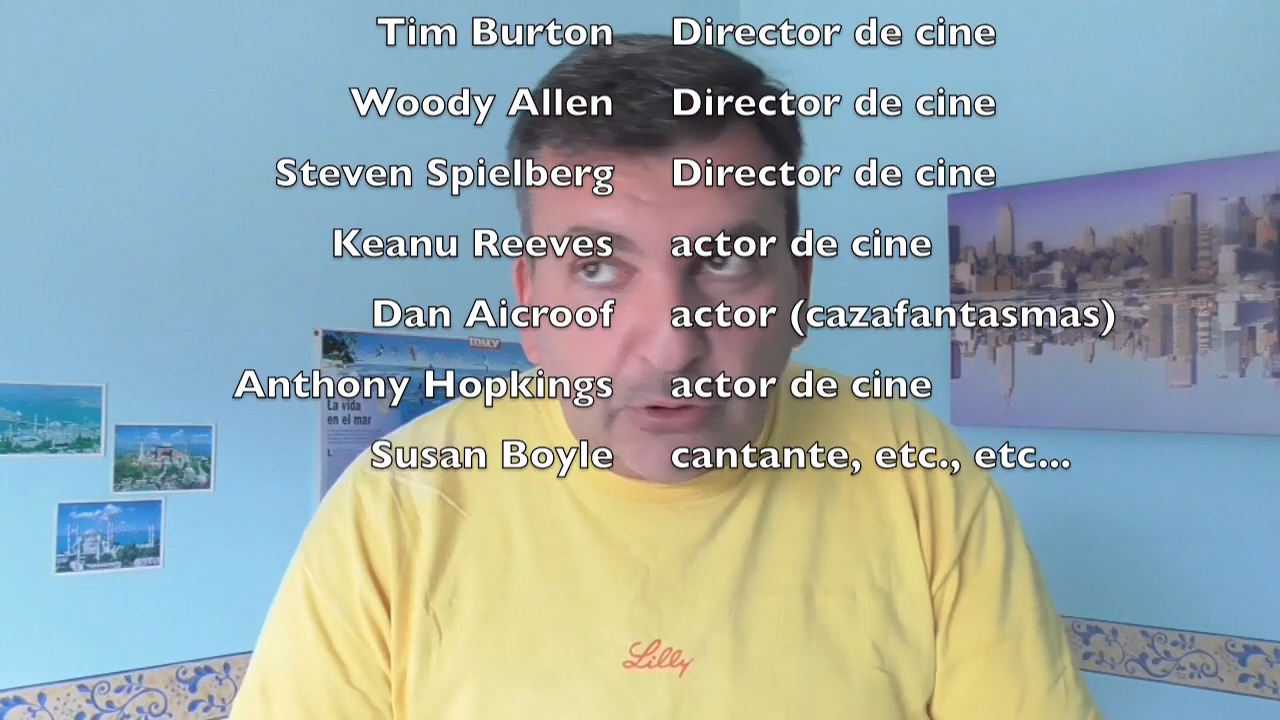 Tim Burton Director de cine
Woody Allen Director de cine
Steven Spielberg Director de cine
Keanu Reeves actor de cine
Dan Aicroof actor (cazafantasmas)
muy
Anthony Hopkings actor de cine
La vida
en el mar
Susan Boyle cantante, etc., etc...
Lilly